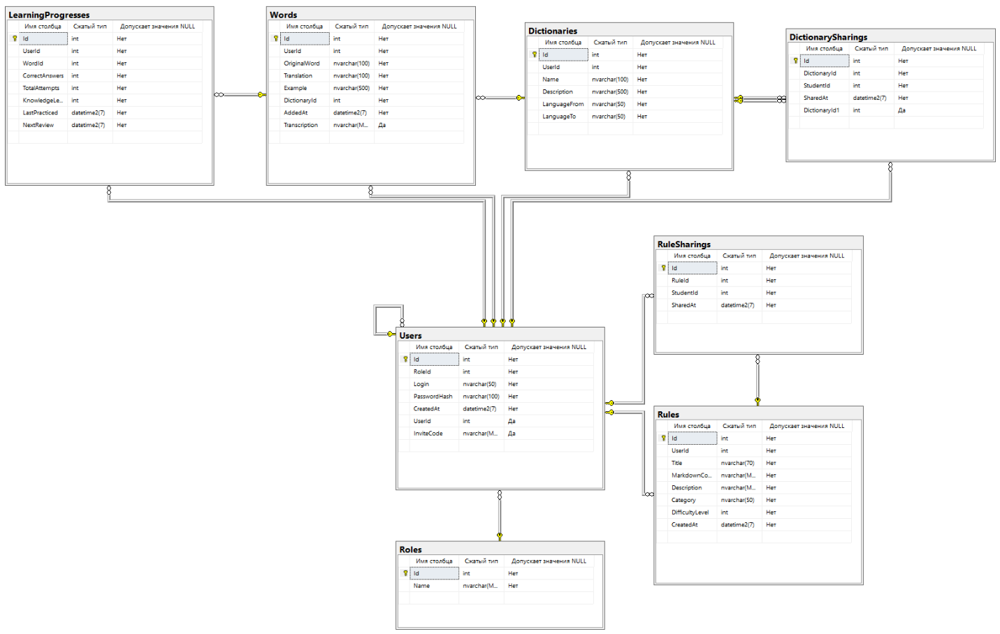 LearningProgresses
Имя столбца Сжатый тип Допускает значения NULL
Id int Нет
UserId int Нет
WordId int Нет
CorrectAnswers int Нет
TotalAttempts int Нет
KnowledgeLe... int Нет
LastPracticed datetime2(7) Нет
NextReview datetime2(7) Нет
Words
Имя столбца Сжатый тип Допускает значения NULL
Id int Нет
UserId int Нет
OriginalWord nvarchar(100) Нет
Translation nvarchar(100) Нет
Example nvarchar(500) Нет
DictionaryId int Нет
AddedAt datetime2(7) Нет
Transcription nvarchar(M... Да
Dictionaries
Имя столбца Сжатый тип Допускает значения NULL
Id int Нет
UserId int Нет
Name nvarchar(100) Нет
Description nvarchar(500) Нет
LanguageFrom nvarchar(50) Нет
LanguageTo nvarchar(50) Нет
DictionarySharings
Имя столбца Сжатый тип Допускает значения NULL
Id int Нет
DictionaryId int Нет
StudentId int Нет
SharedAt datetime2(7) Нет
DictionaryId1 int Да
RuleSharings
Имя столбца Сжатый тип Допускает значения NULL
Id int Нет
RuleId int Нет
StudentId int Нет
SharedAt datetime2(7) Нет
Users
Имя столбца Сжатый тип Допускает значения NULL
Id int Нет
RoleId int Нет
Login nvarchar(50) Нет
PasswordHash nvarchar(100) Нет
CreatedAt datetime2(7) Нет
UserId int Да
InviteCode nvarchar(M... Да
Rules
Имя столбца Сжатый тип Допускает значения NULL
Id int Нет
UserId int Нет
Title nvarchar(70) Нет
MarkdownCo... nvarchar(M... Нет
Description nvarchar(M... Нет
Category nvarchar(50) Нет
DifficultyLevel int Нет
CreatedAt datetime2(7) Нет
Roles
Имя столбца Сжатый тип Допускает значения NULL
Id int Нет
Name nvarchar(M... Нет